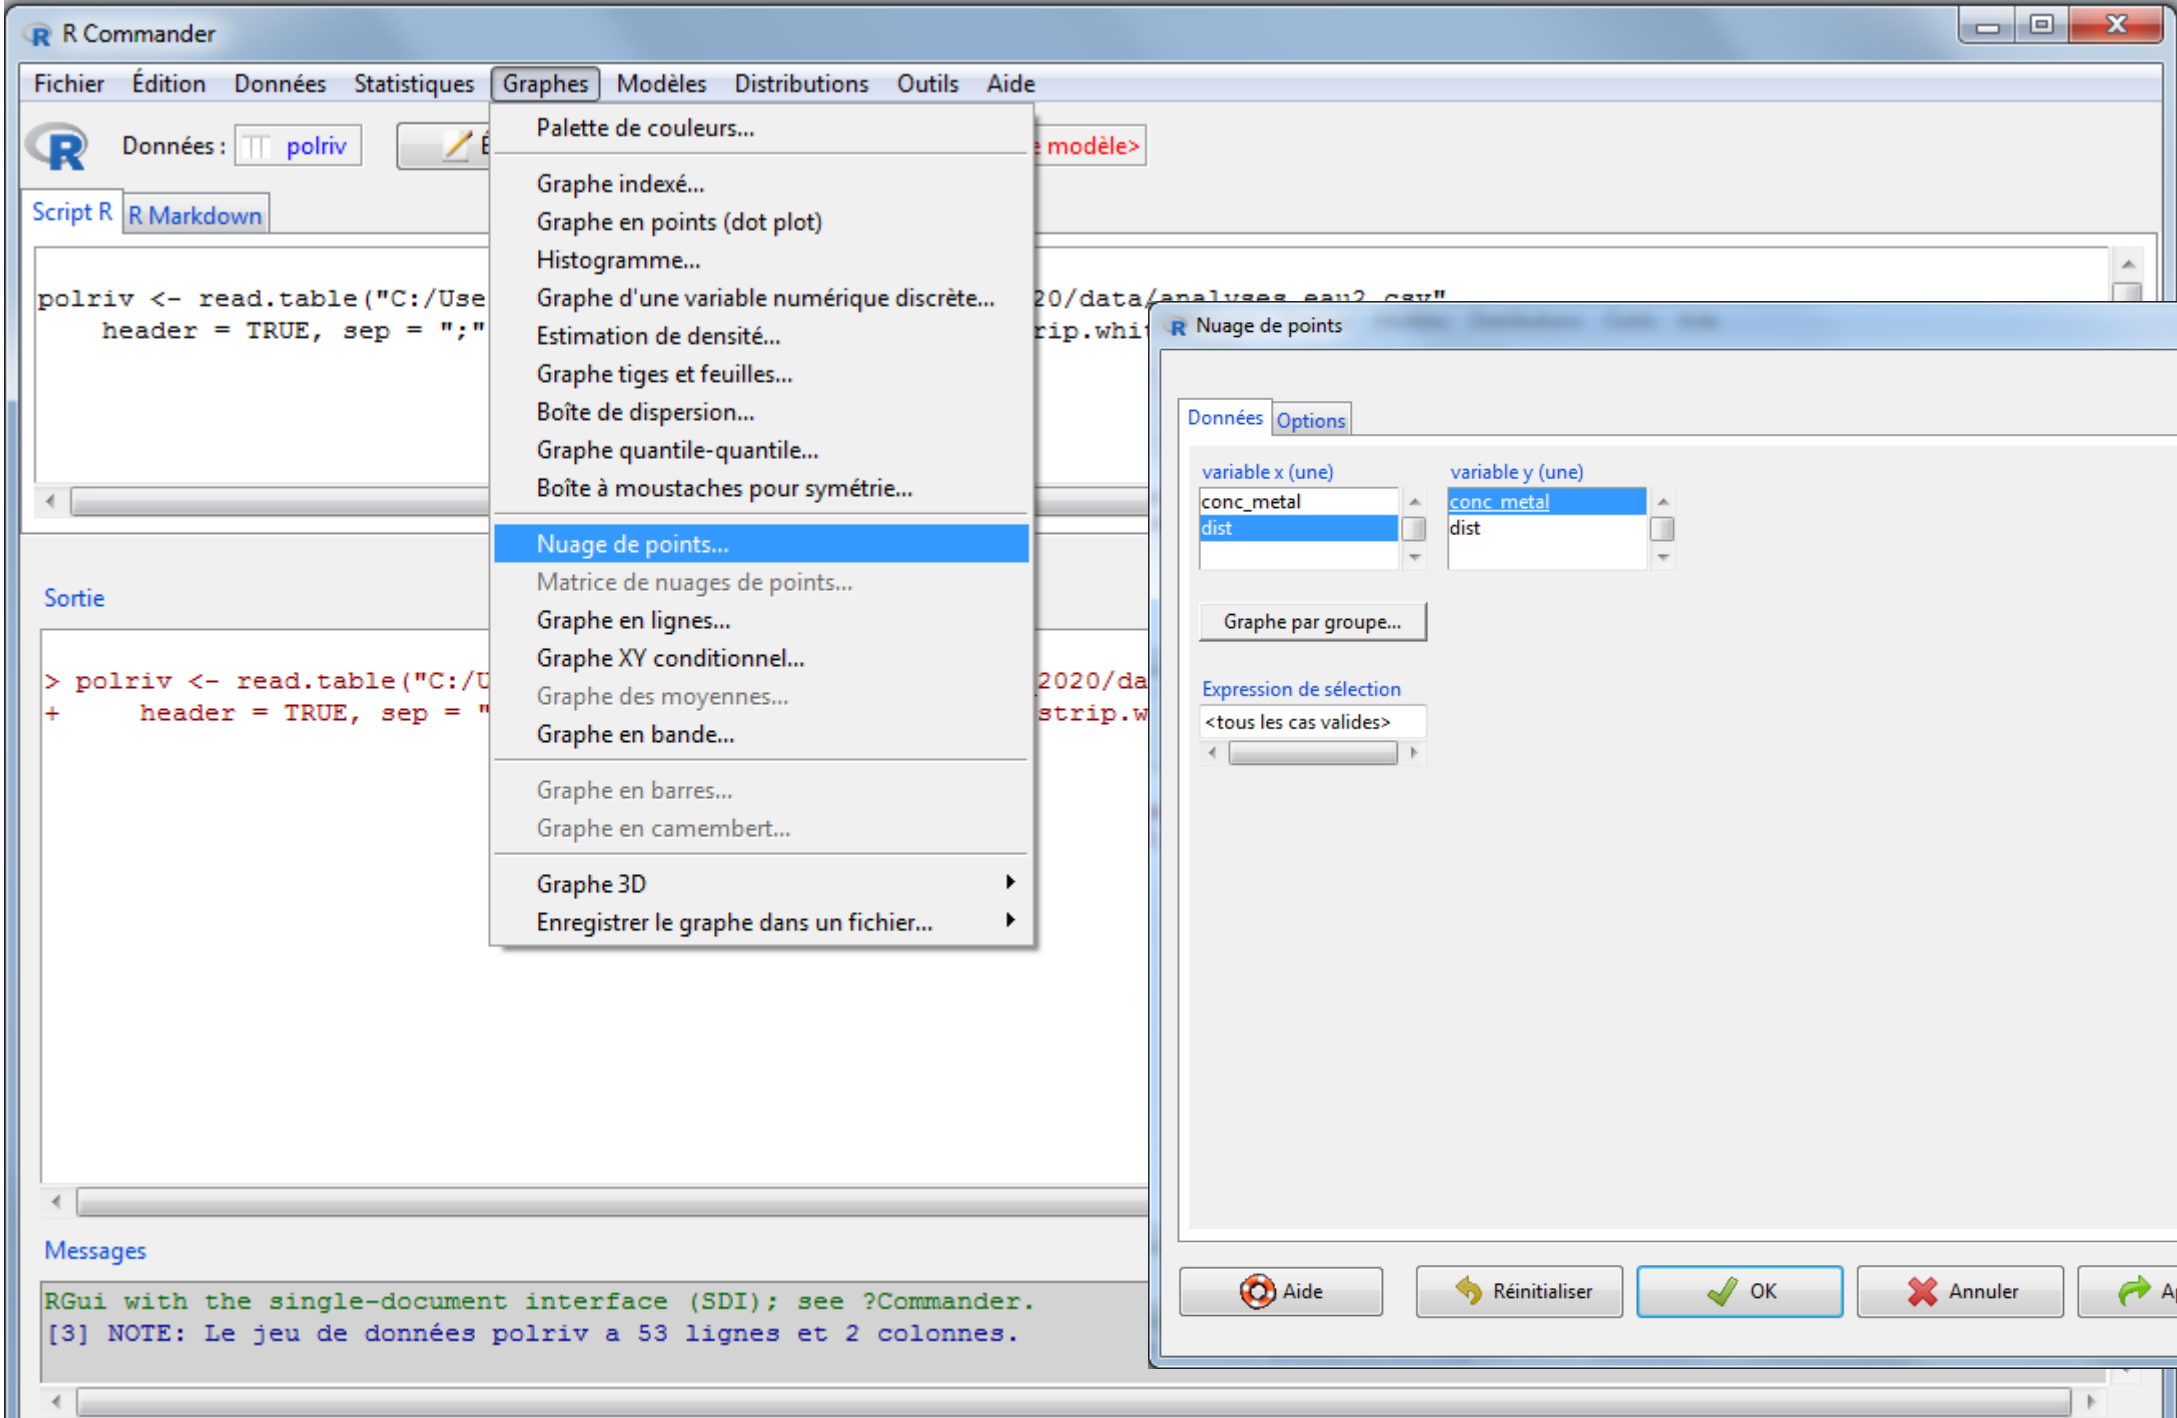 R Commander
Fichier Édition Données Statistiques Graphes Modèles Distributions Outils Aide
Données : polriv modèle>
Script R R Markdown
polriv <- read.table("C:/Use
header = TRUE, sep = ";"
20/data/analyses_eau2.csv"
Palette de couleurs...
Graphe indexé...
Graphe en points (dot plot)
Histogramme...
Graphe d'une variable numérique discrète...
Estimation de densité...
Graphe tiges et feuilles...
Boîte de dispersion...
Graphe quantile-quantile...
Boîte à moustaches pour symétrie...
Nuage de points...
Matrice de nuages de points...
Graphe en lignes...
Graphe XY conditionnel...
Graphe des moyennes...
Graphe en bande...
Graphe en barres...
Graphe en camembert...
Graphe 3D
Enregistrer le graphe dans un fichier...
Sortie
> polriv <- read.table("C:/U
+ header = TRUE, sep = "
2020/da
strip.w
Nuage de points
Données Options
variable x (une) variable y (une)
conc_metal conc_metal
dist dist
Graphe par groupe...
Expression de sélection
<tous les cas valides>
Aide Réinitialiser OK Annuler
Messages
RGui with the single-document interface (SDI); see ?Commander.
[3] NOTE: Le jeu de données polriv a 53 lignes et 2 colonnes.